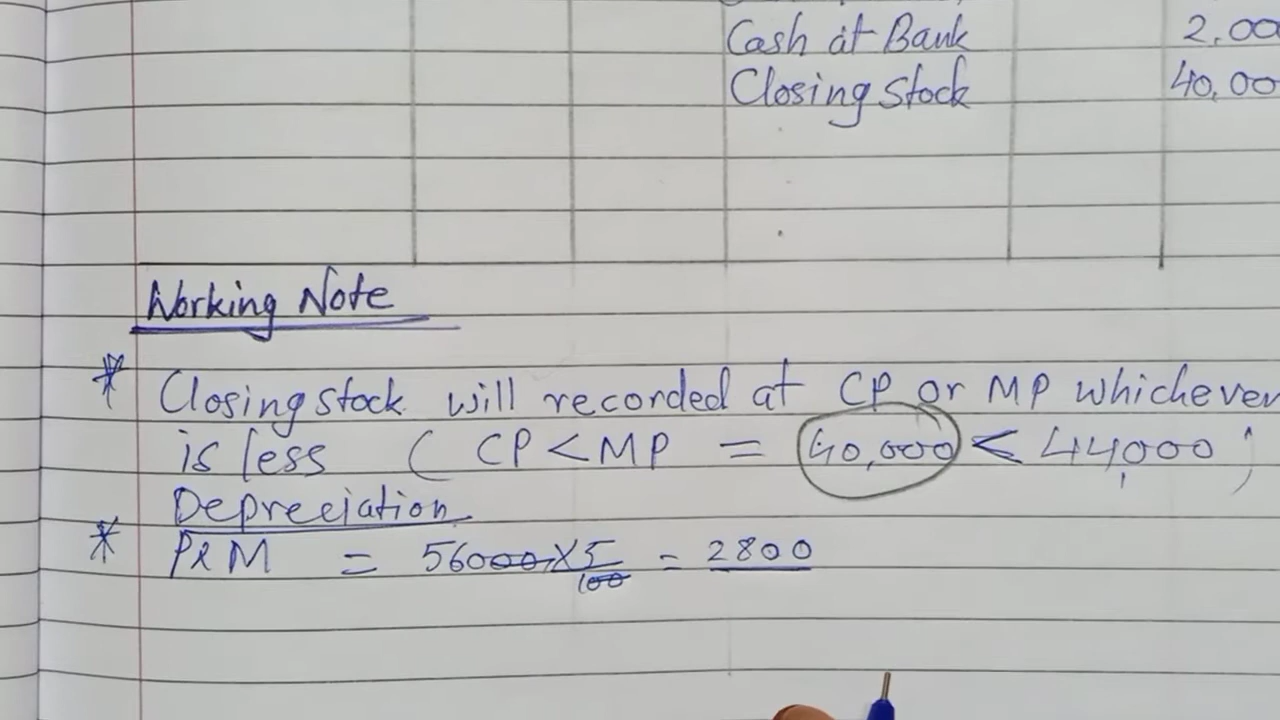 Cash at Bank 2,00
Closing Stock 40,00
Working Note
* Closing stock will recorded at CP or MP whichever
is less ( CP < MP = 40,000 < 44,000 )
Depreciation
* P&M = 56000 × 5/100 = 2800